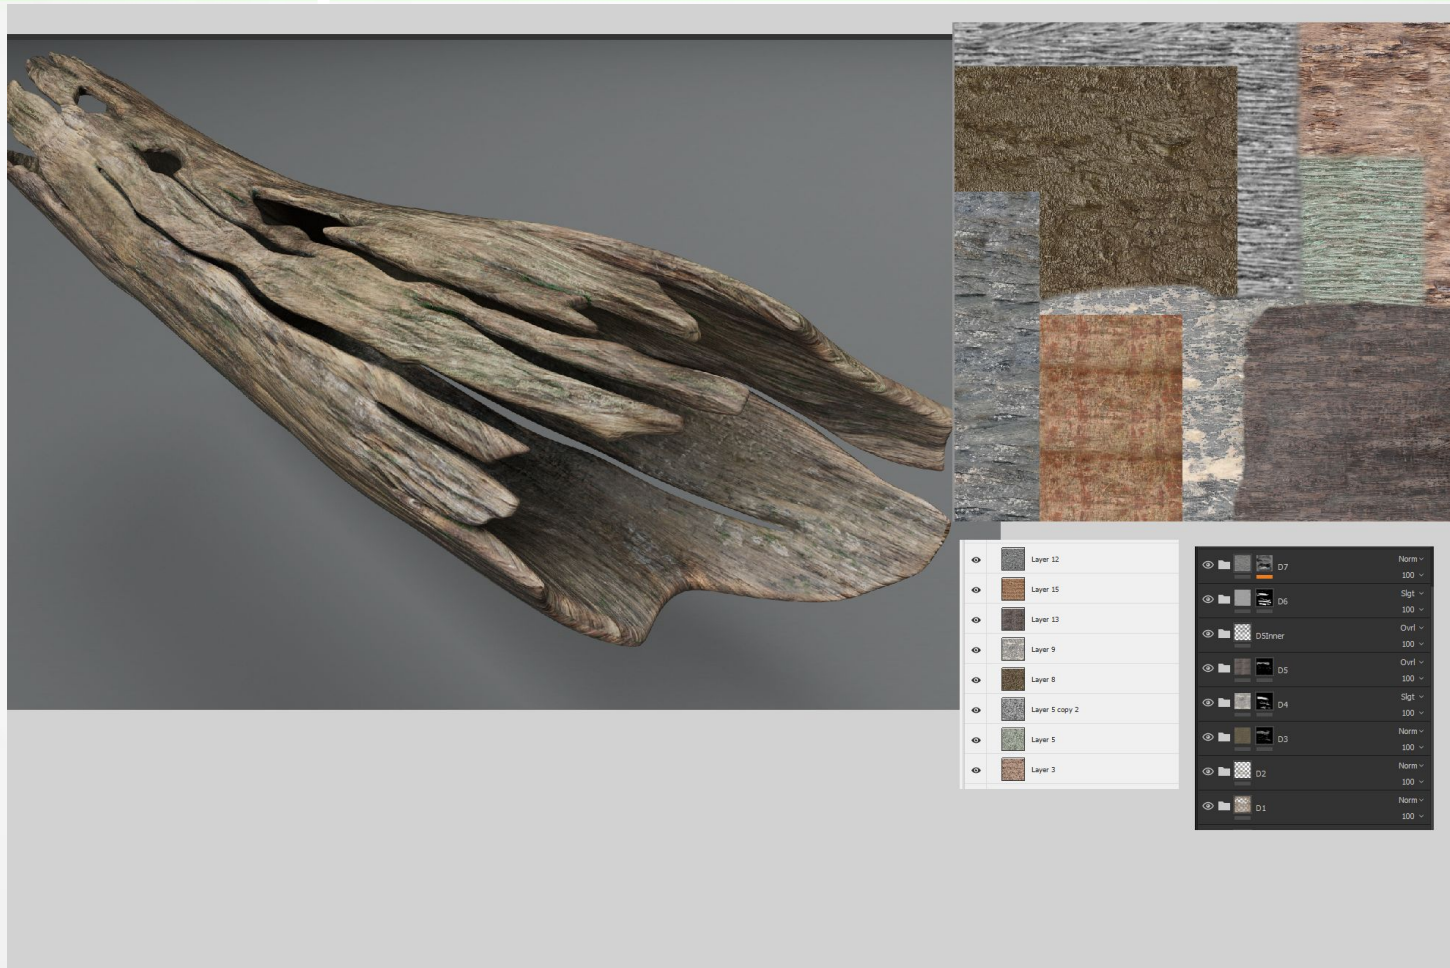 Layer 12
Layer 15
Layer 13
Layer 9
Layer 8
Layer 5 copy 2
Layer 5
Layer 3
D7 Norm
100
D6 Slgt
100
D5Inner Ovrl
100
D5 Ovrl
100
D4 Slgt
100
D3 Norm
100
D2 Norm
100
D1 Norm
100